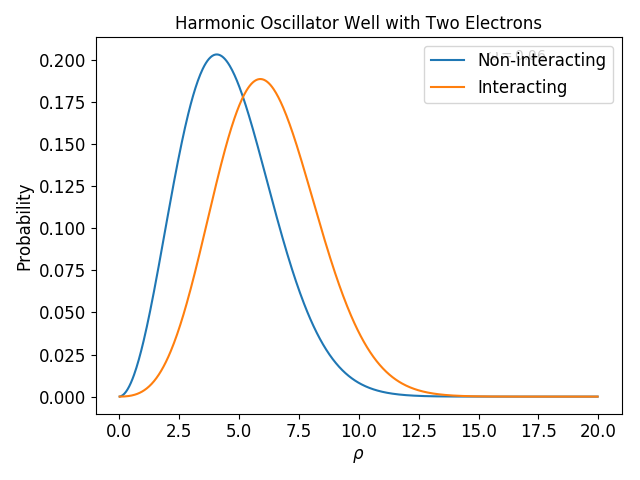 Harmonic Oscillator Well with Two Electrons
Non-interacting
Interacting
Probability
0.200
0.175
0.150
0.125
0.100
0.075
0.050
0.025
0.000
0.0 2.5 5.0 7.5 10.0 12.5 15.0 17.5 20.0
ρ